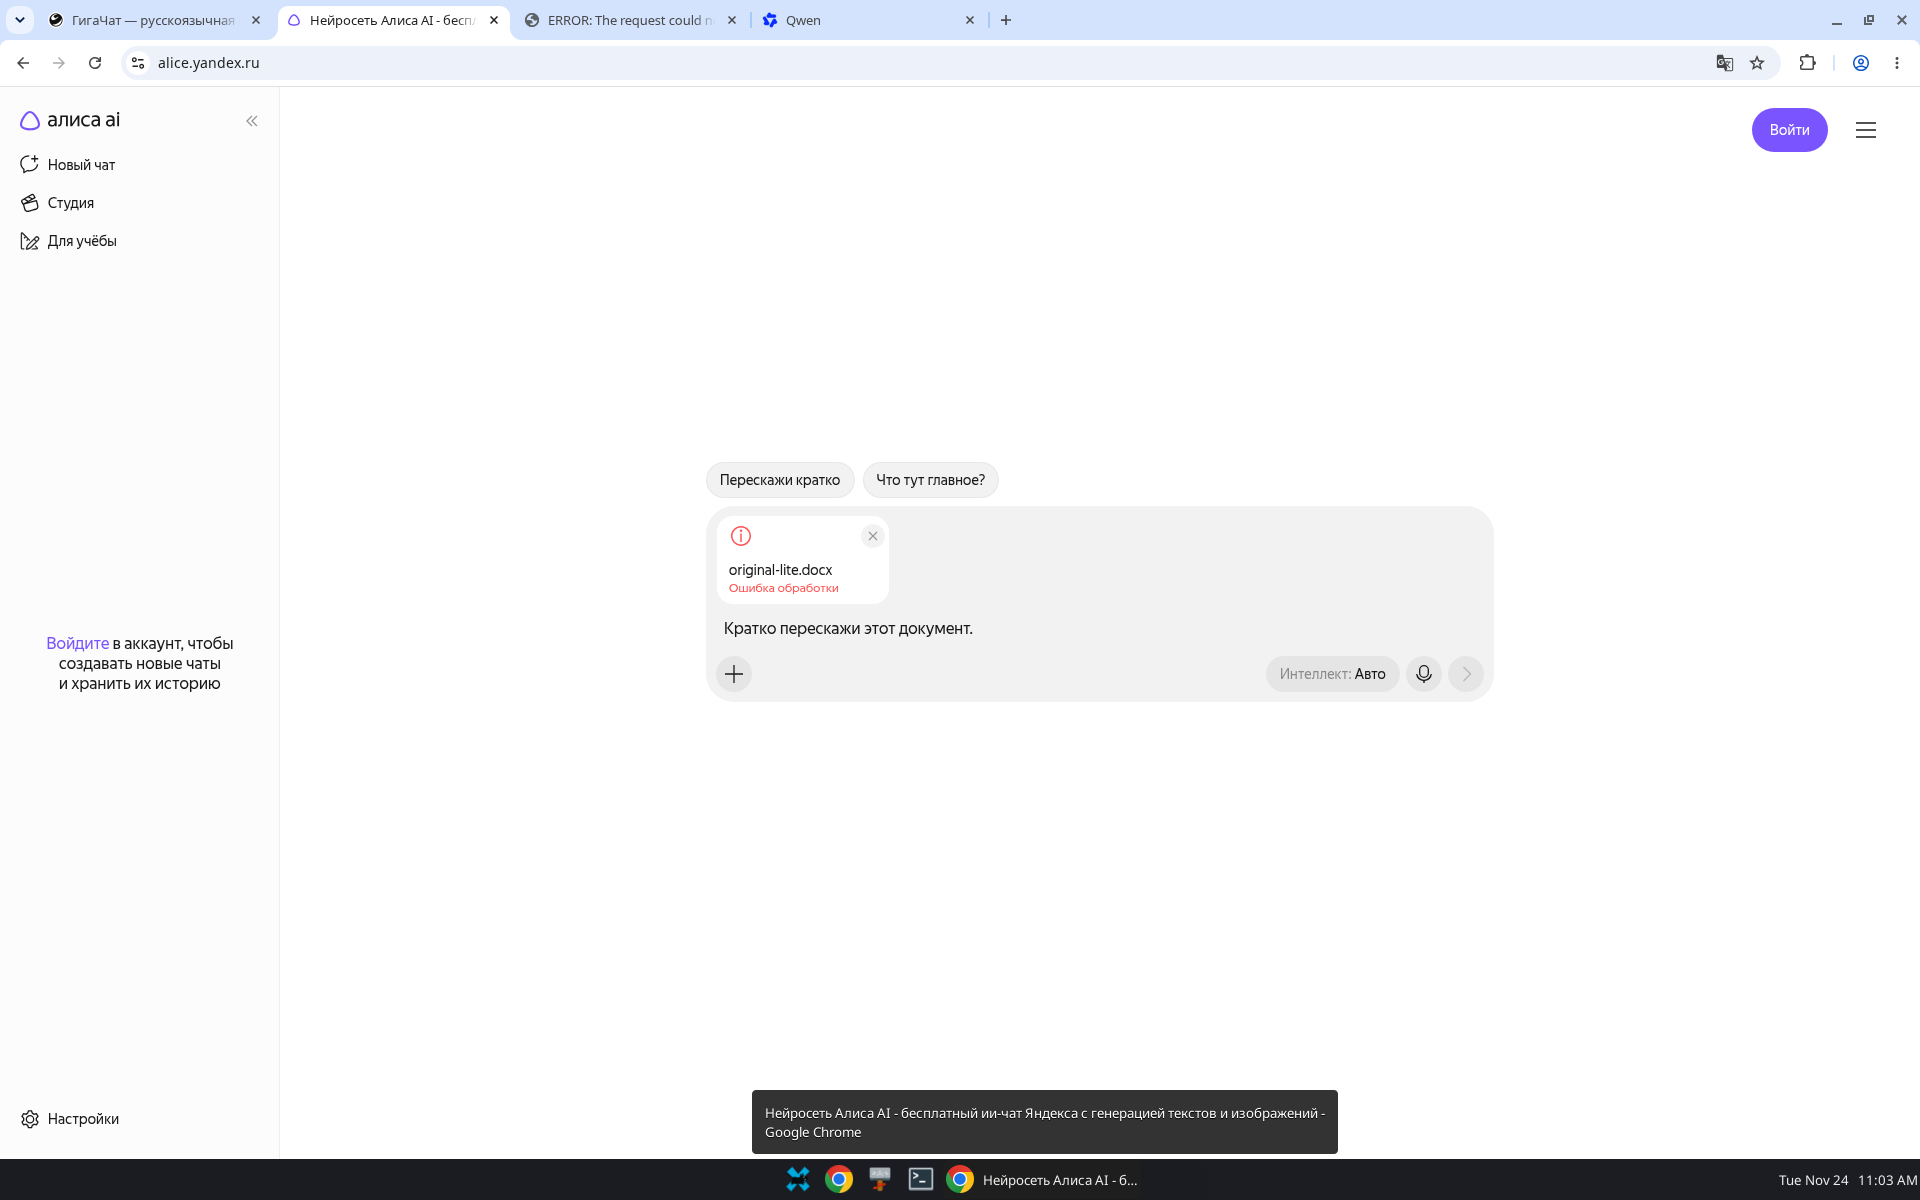 ГигаЧат — русскоязычная
Нейросеть Алиса AI - бесп
ERROR: The request could n
Qwen
alice.yandex.ru
алиса ai
Войти
Новый чат
Студия
Для учёбы
Перескажи кратко
Что тут главное?
original-lite.docx
Ошибка обработки
Кратко перескажи этот документ.
Интеллект: Авто
Войдите в аккаунт, чтобы
создавать новые чаты
и хранить их историю
Настройки
Нейросеть Алиса AI - бесплатный ии-чат Яндекса с генерацией текстов и изображений -
Google Chrome
Нейросеть Алиса AI - б...
Tue Nov 24 11:03 AM